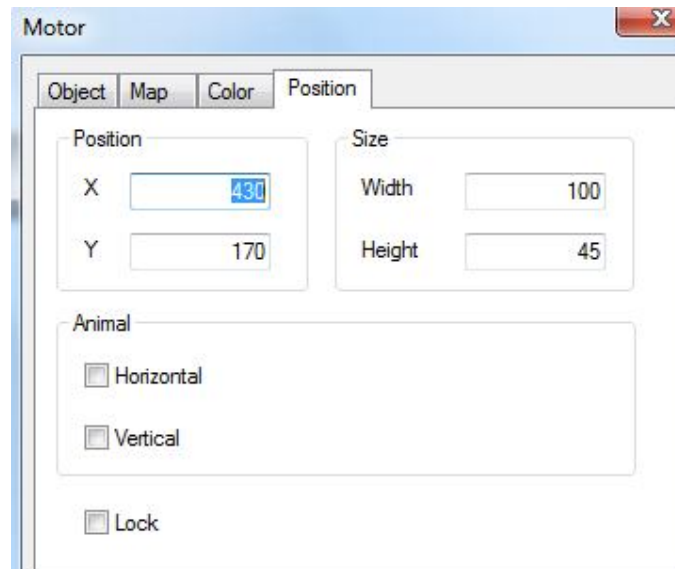 Motor
X
Object Map Color Position
Position
X 430
Y 170
Size
Width 100
Height 45
Animal
Horizontal
Vertical
Lock